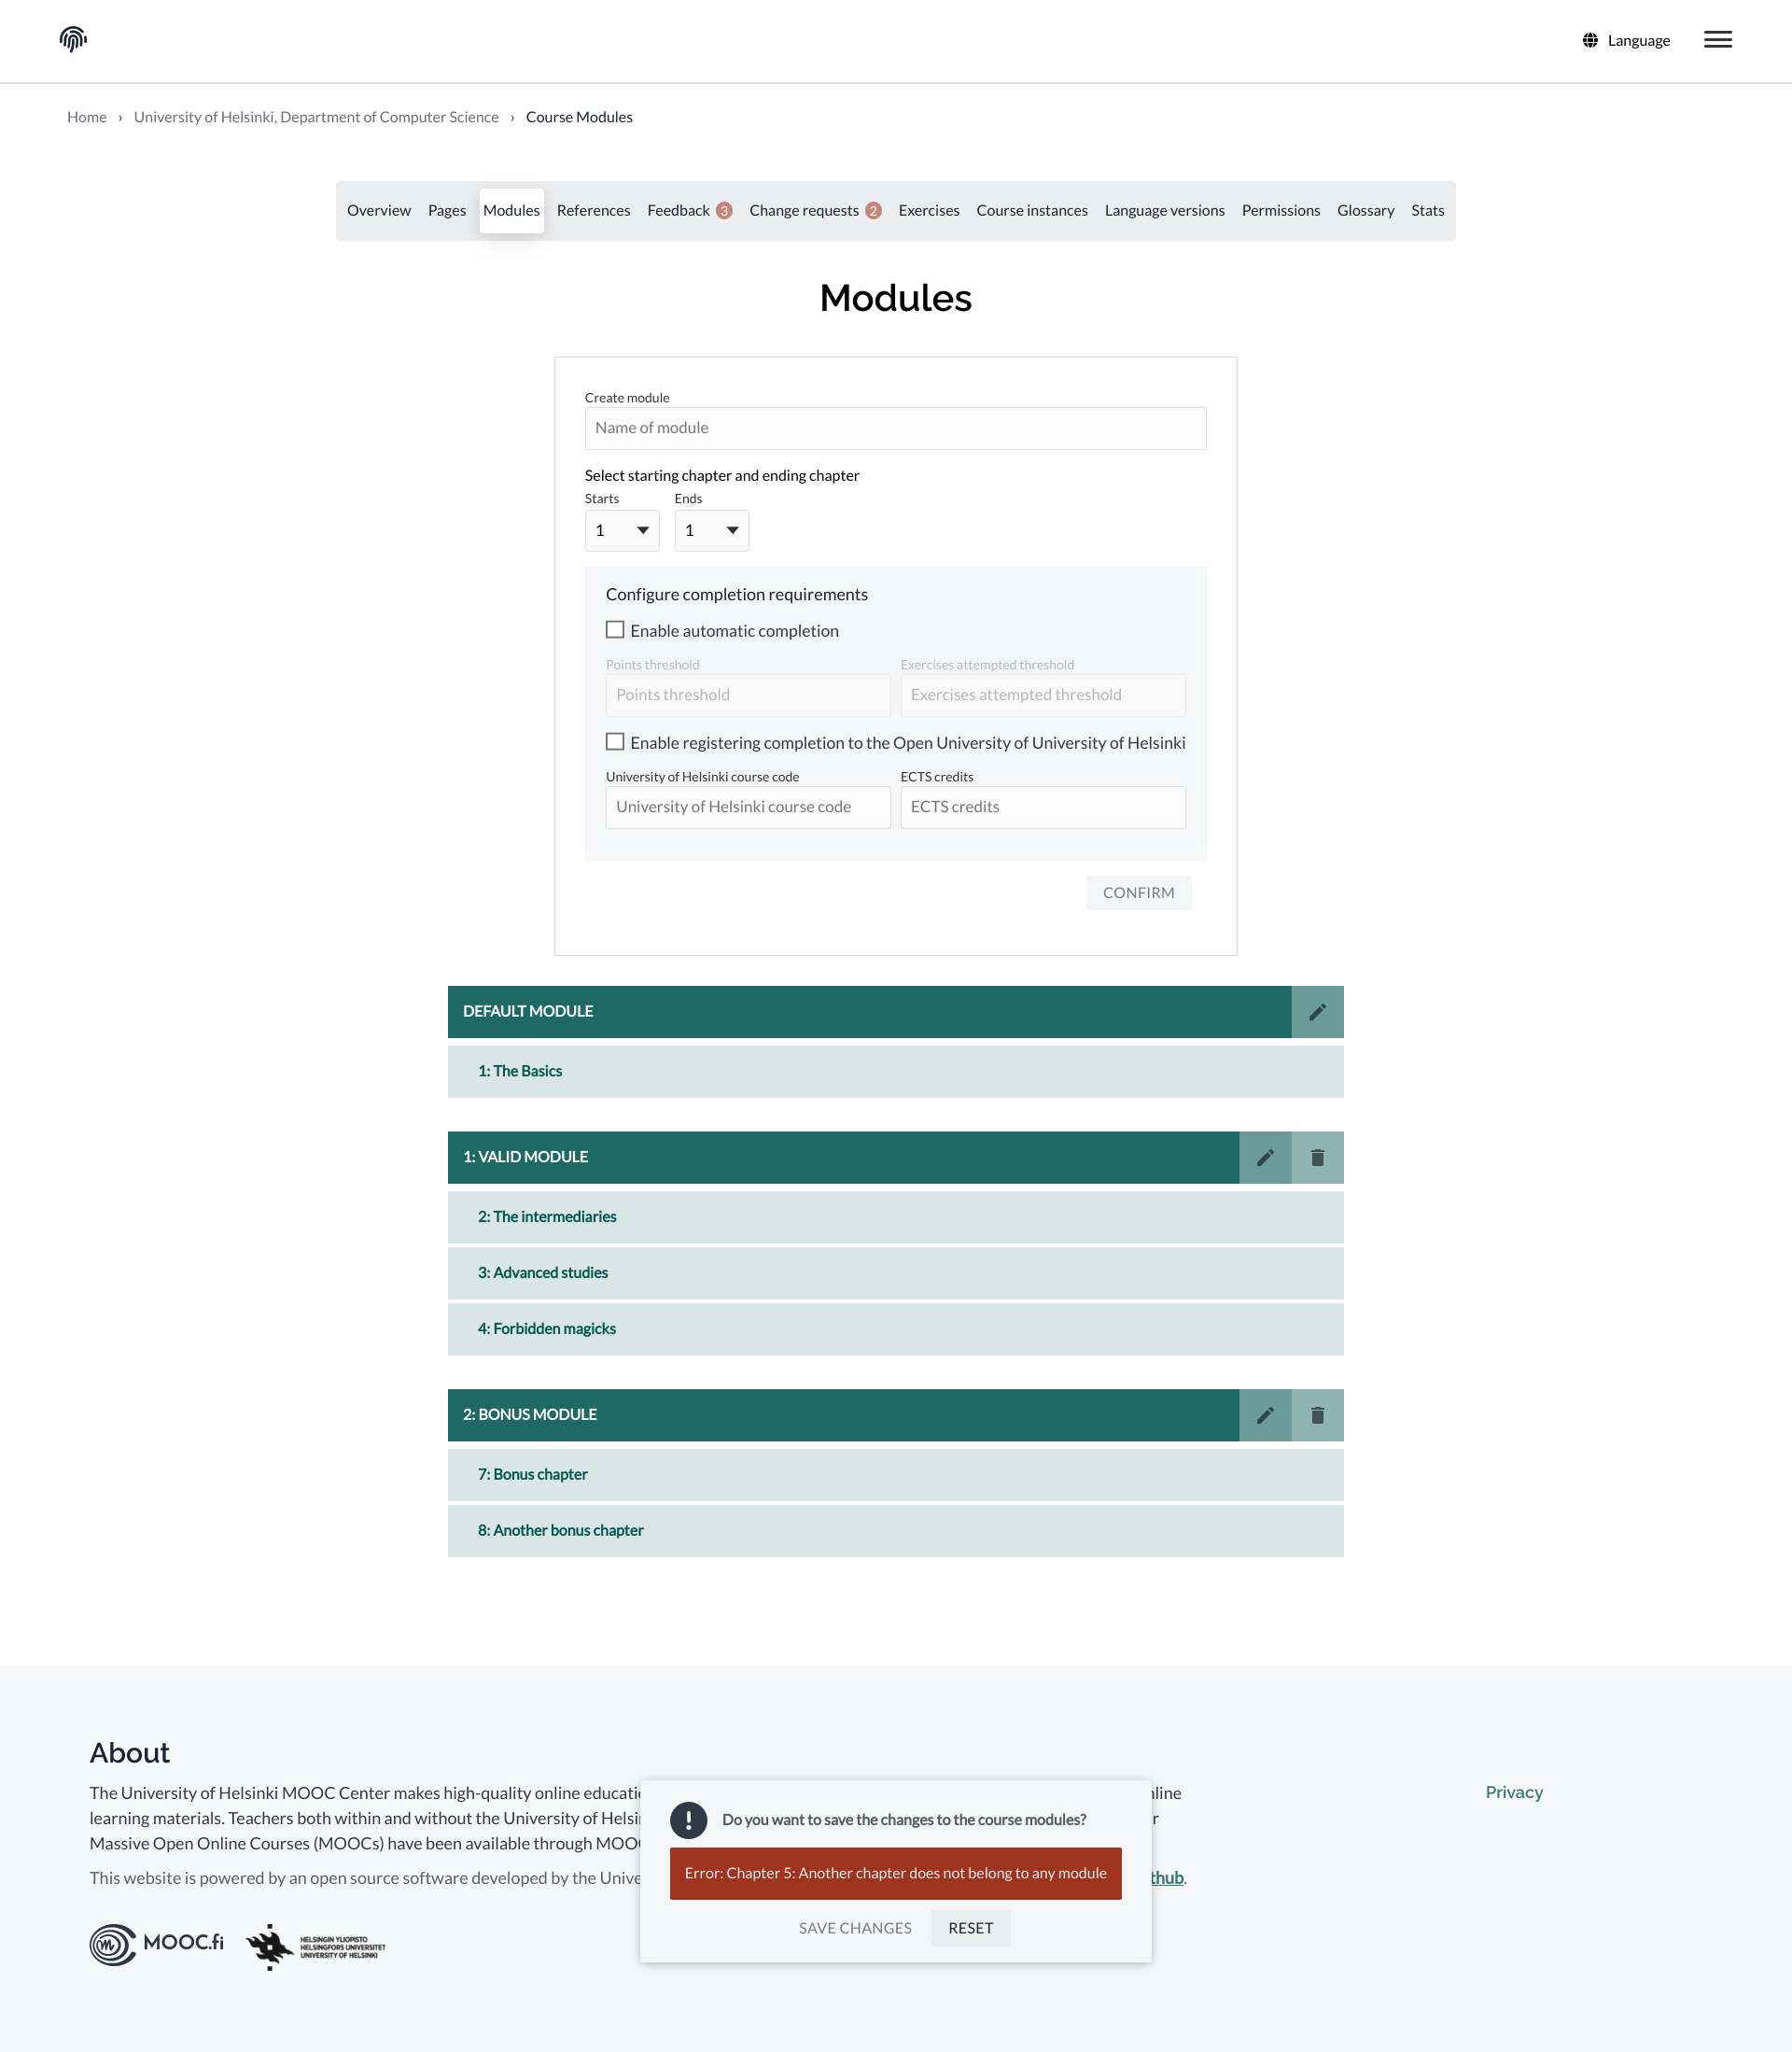 Language
Home › University of Helsinki, Department of Computer Science › Course Modules
Overview Pages Modules References Feedback 3 Change requests 2 Exercises Course instances Language versions Permissions Glossary Stats
Modules
Create module
Name of module
Select starting chapter and ending chapter
Starts Ends
1 1
Configure completion requirements
Enable automatic completion
Points threshold Exercises attempted threshold
Points threshold Exercises attempted threshold
Enable registering completion to the Open University of University of Helsinki
University of Helsinki course code ECTS credits
University of Helsinki course code ECTS credits
CONFIRM
DEFAULT MODULE
1: The Basics
1: VALID MODULE
2: The intermediaries
3: Advanced studies
4: Forbidden magicks
2: BONUS MODULE
7: Bonus chapter
8: Another bonus chapter
About
The University of Helsinki MOOC Center makes high-quality online
learning materials. Teachers both within and without the University of
Massive Open Online Courses (MOOCs) have been available through
This website is powered by an open source software developed by the
Privacy
Do you want to save the changes to the course modules?
Error: Chapter 5: Another chapter does not belong to any module
SAVE CHANGES RESET
MOOC.fi
HELSINGIN YLIOPISTO
HELSINGFORS UNIVERSITET
UNIVERSITY OF HELSINKI